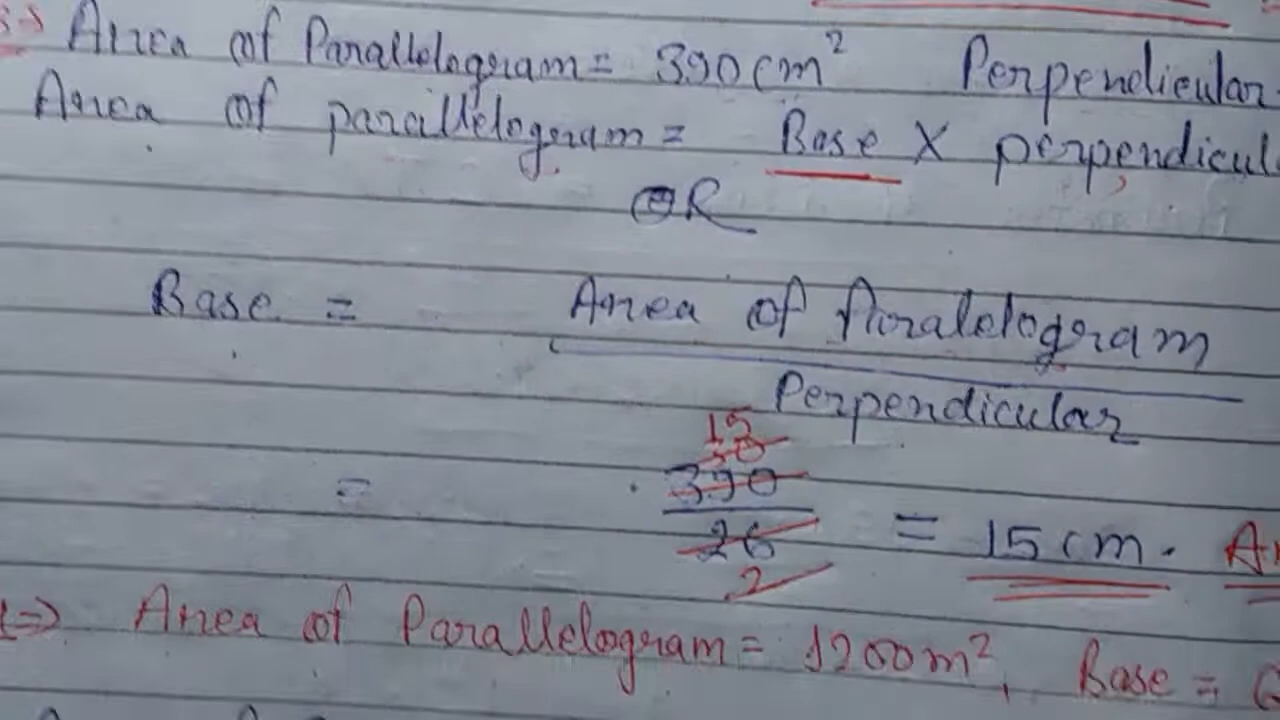 Area of Parallelogram = 390 cm² Perpendicular
Area of parallelogram = Base × perpendicul
OR
Base = Area of Paralelogram
Perpendicular
15
30
= 390
26 = 15 cm. An
2
Area of Parallelogram = 1200 m², Base =